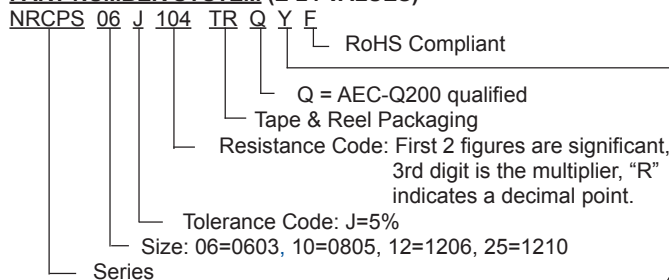 NRCPS 06 J 104 TR Q Y F
RoHS Compliant
Q = AEC-Q200 qualified
Tape & Reel Packaging
Resistance Code: First 2 figures are significant,
3rd digit is the multiplier, “R”
indicates a decimal point.
Tolerance Code: J=5%
Size: 06=0603, 10=0805, 12=1206, 25=1210
Series